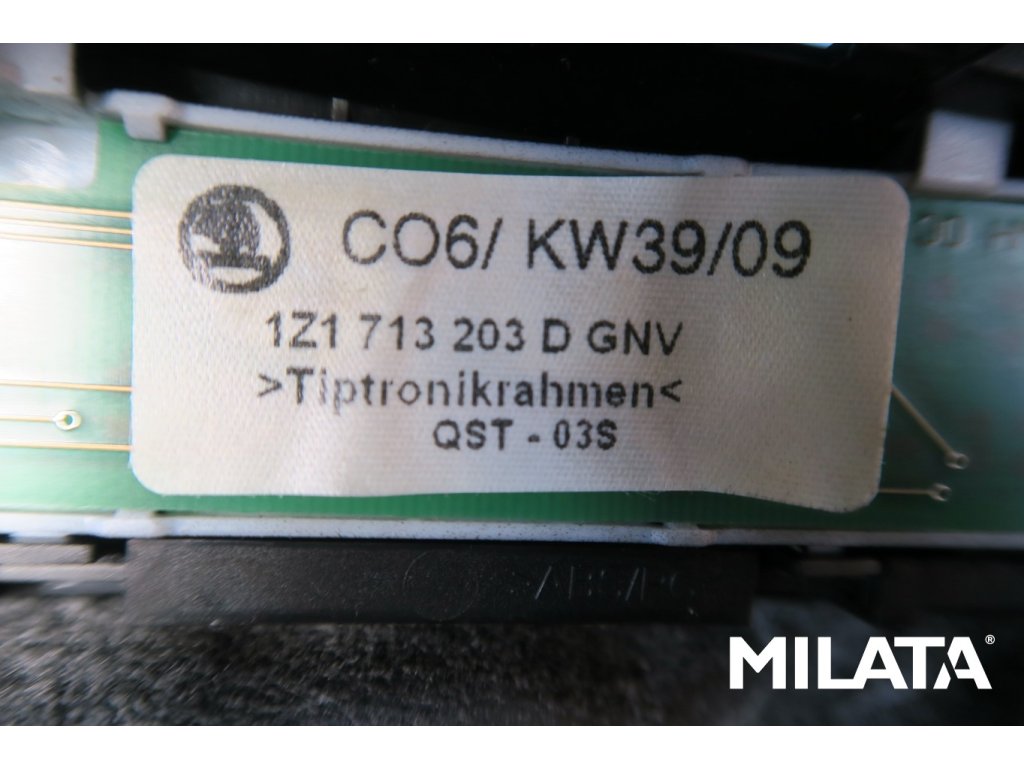 CO6/ KW39/09
1Z1 713 203 D GNV
>Tiptronikrahmen<
QST - 03S
MILATA®